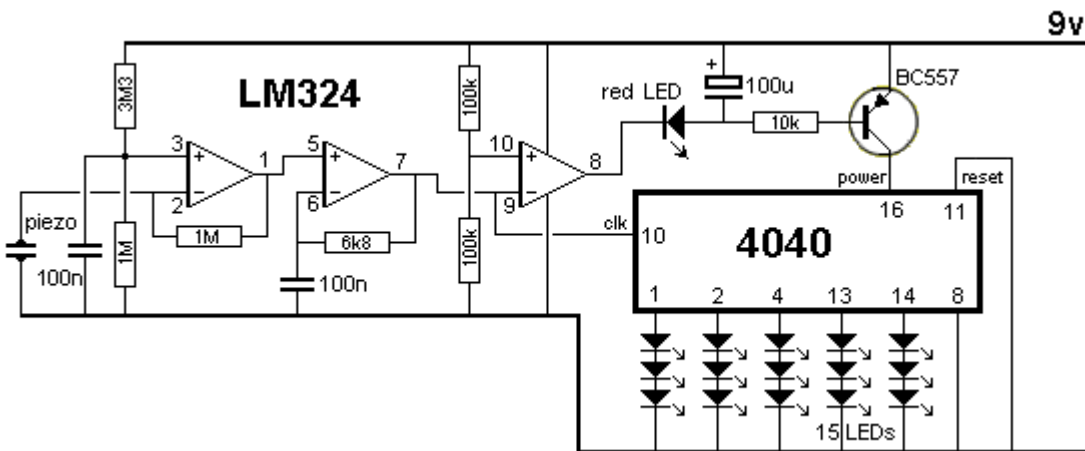 9v
LM324
3M3
3
+
1
−
2
1M
piezo
100n
1M
5
+
7
−
6
6k8
100n
100k
100k
10
+
8
−
9
red LED
+
100u
10k
BC557
power
reset
clk
10
16
11
4040
1
2
4
13
14
8
15 LEDs